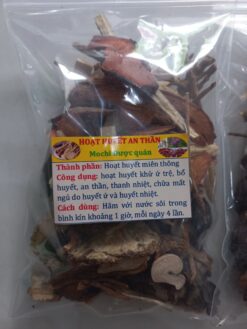 HOẠT HUYẾT AN THẦN
Mochi Dược quán
Thành phần: Hoạt huyết miên thông
Công dụng: hoạt huyết khứ ứ trệ, bổ
huyết, an thần, thanh nhiệt, chữa mất
ngủ do huyết ứ và huyết nhiệt.
Cách dùng: Hãm với nước sôi trong
bình kín khoảng 1 giờ, mỗi ngày 4 lần.